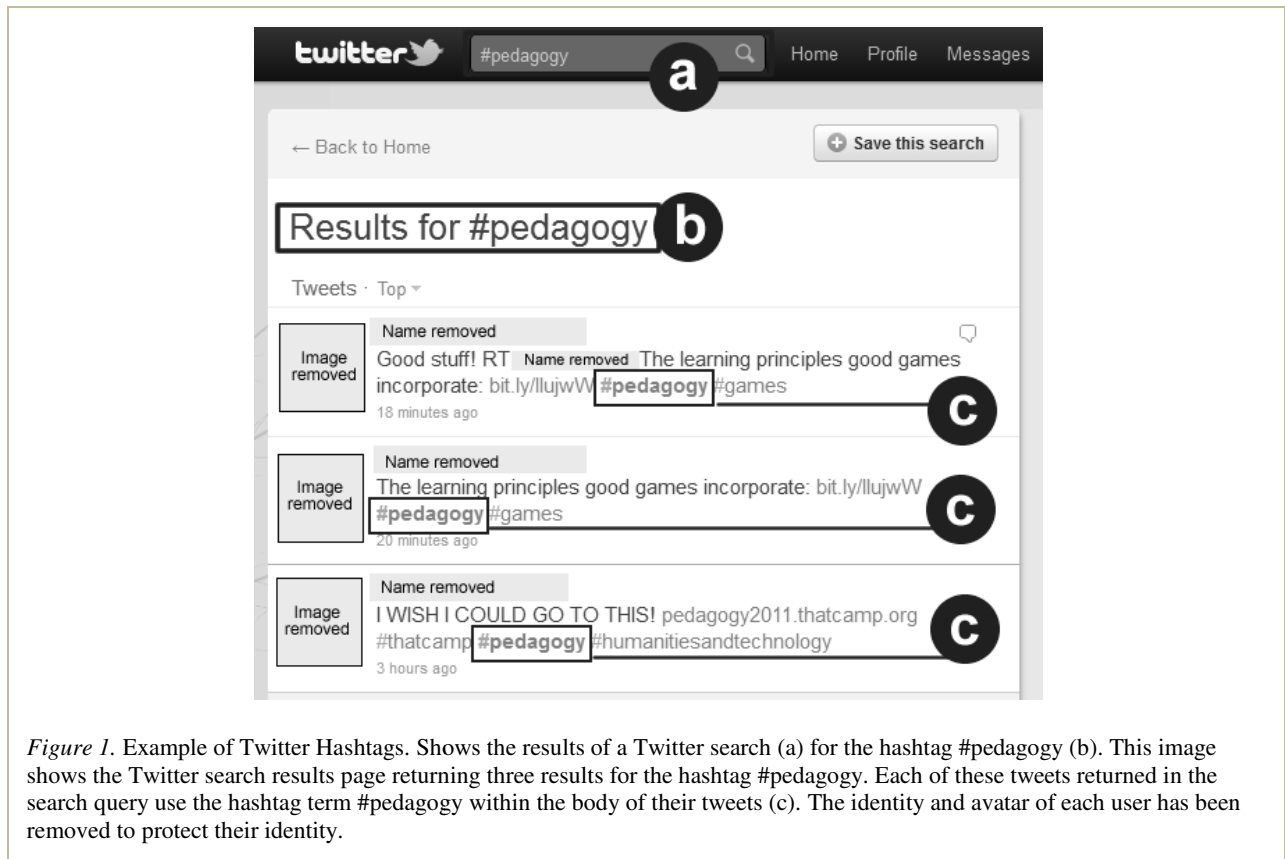 twitter #pedagogy Home Profile Messages
a
← Back to Home Save this search
Results for #pedagogy b
Tweets · Top
Name removed
Image removed
Good stuff! RT Name removed The learning principles good games
incorporate: bit.ly/llujwW #pedagogy #games
c
18 minutes ago
Name removed
Image removed
The learning principles good games incorporate: bit.ly/llujwW
#pedagogy #games
c
20 minutes ago
Name removed
Image removed
I WISH I COULD GO TO THIS! pedagogy2011.thatcamp.org
#thatcamp #pedagogy #humanitiesandtechnology
c
3 hours ago
Figure 1. Example of Twitter Hashtags. Shows the results of a Twitter search (a) for the hashtag #pedagogy (b). This image
shows the Twitter search results page returning three results for the hashtag #pedagogy. Each of these tweets returned in the
search query use the hashtag term #pedagogy within the body of their tweets (c). The identity and avatar of each user has been
removed to protect their identity.